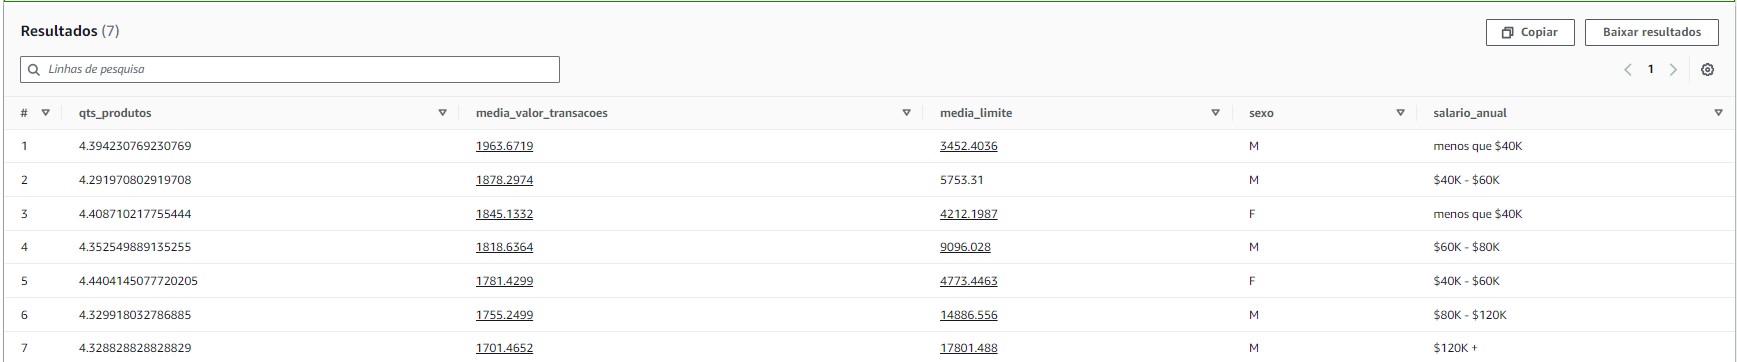 Resultados (7)
Copiar
Baixar resultados
Linhas de pesquisa
1
# qts_produtos media_valor_transacoes media_limite sexo salario_anual
1 4.394230769230769 1963.6719 3452.4036 M menos que $40K
2 4.291970802919708 1878.2974 5753.31 M $40K - $60K
3 4.408710217755444 1845.1332 4212.1987 F menos que $40K
4 4.352549889135255 1818.6364 9096.028 M $60K - $80K
5 4.4404145077720205 1781.4299 4773.4463 F $40K - $60K
6 4.329918032786885 1755.2499 14886.556 M $80K - $120K
7 4.328828828828829 1701.4652 17801.488 M $120K +